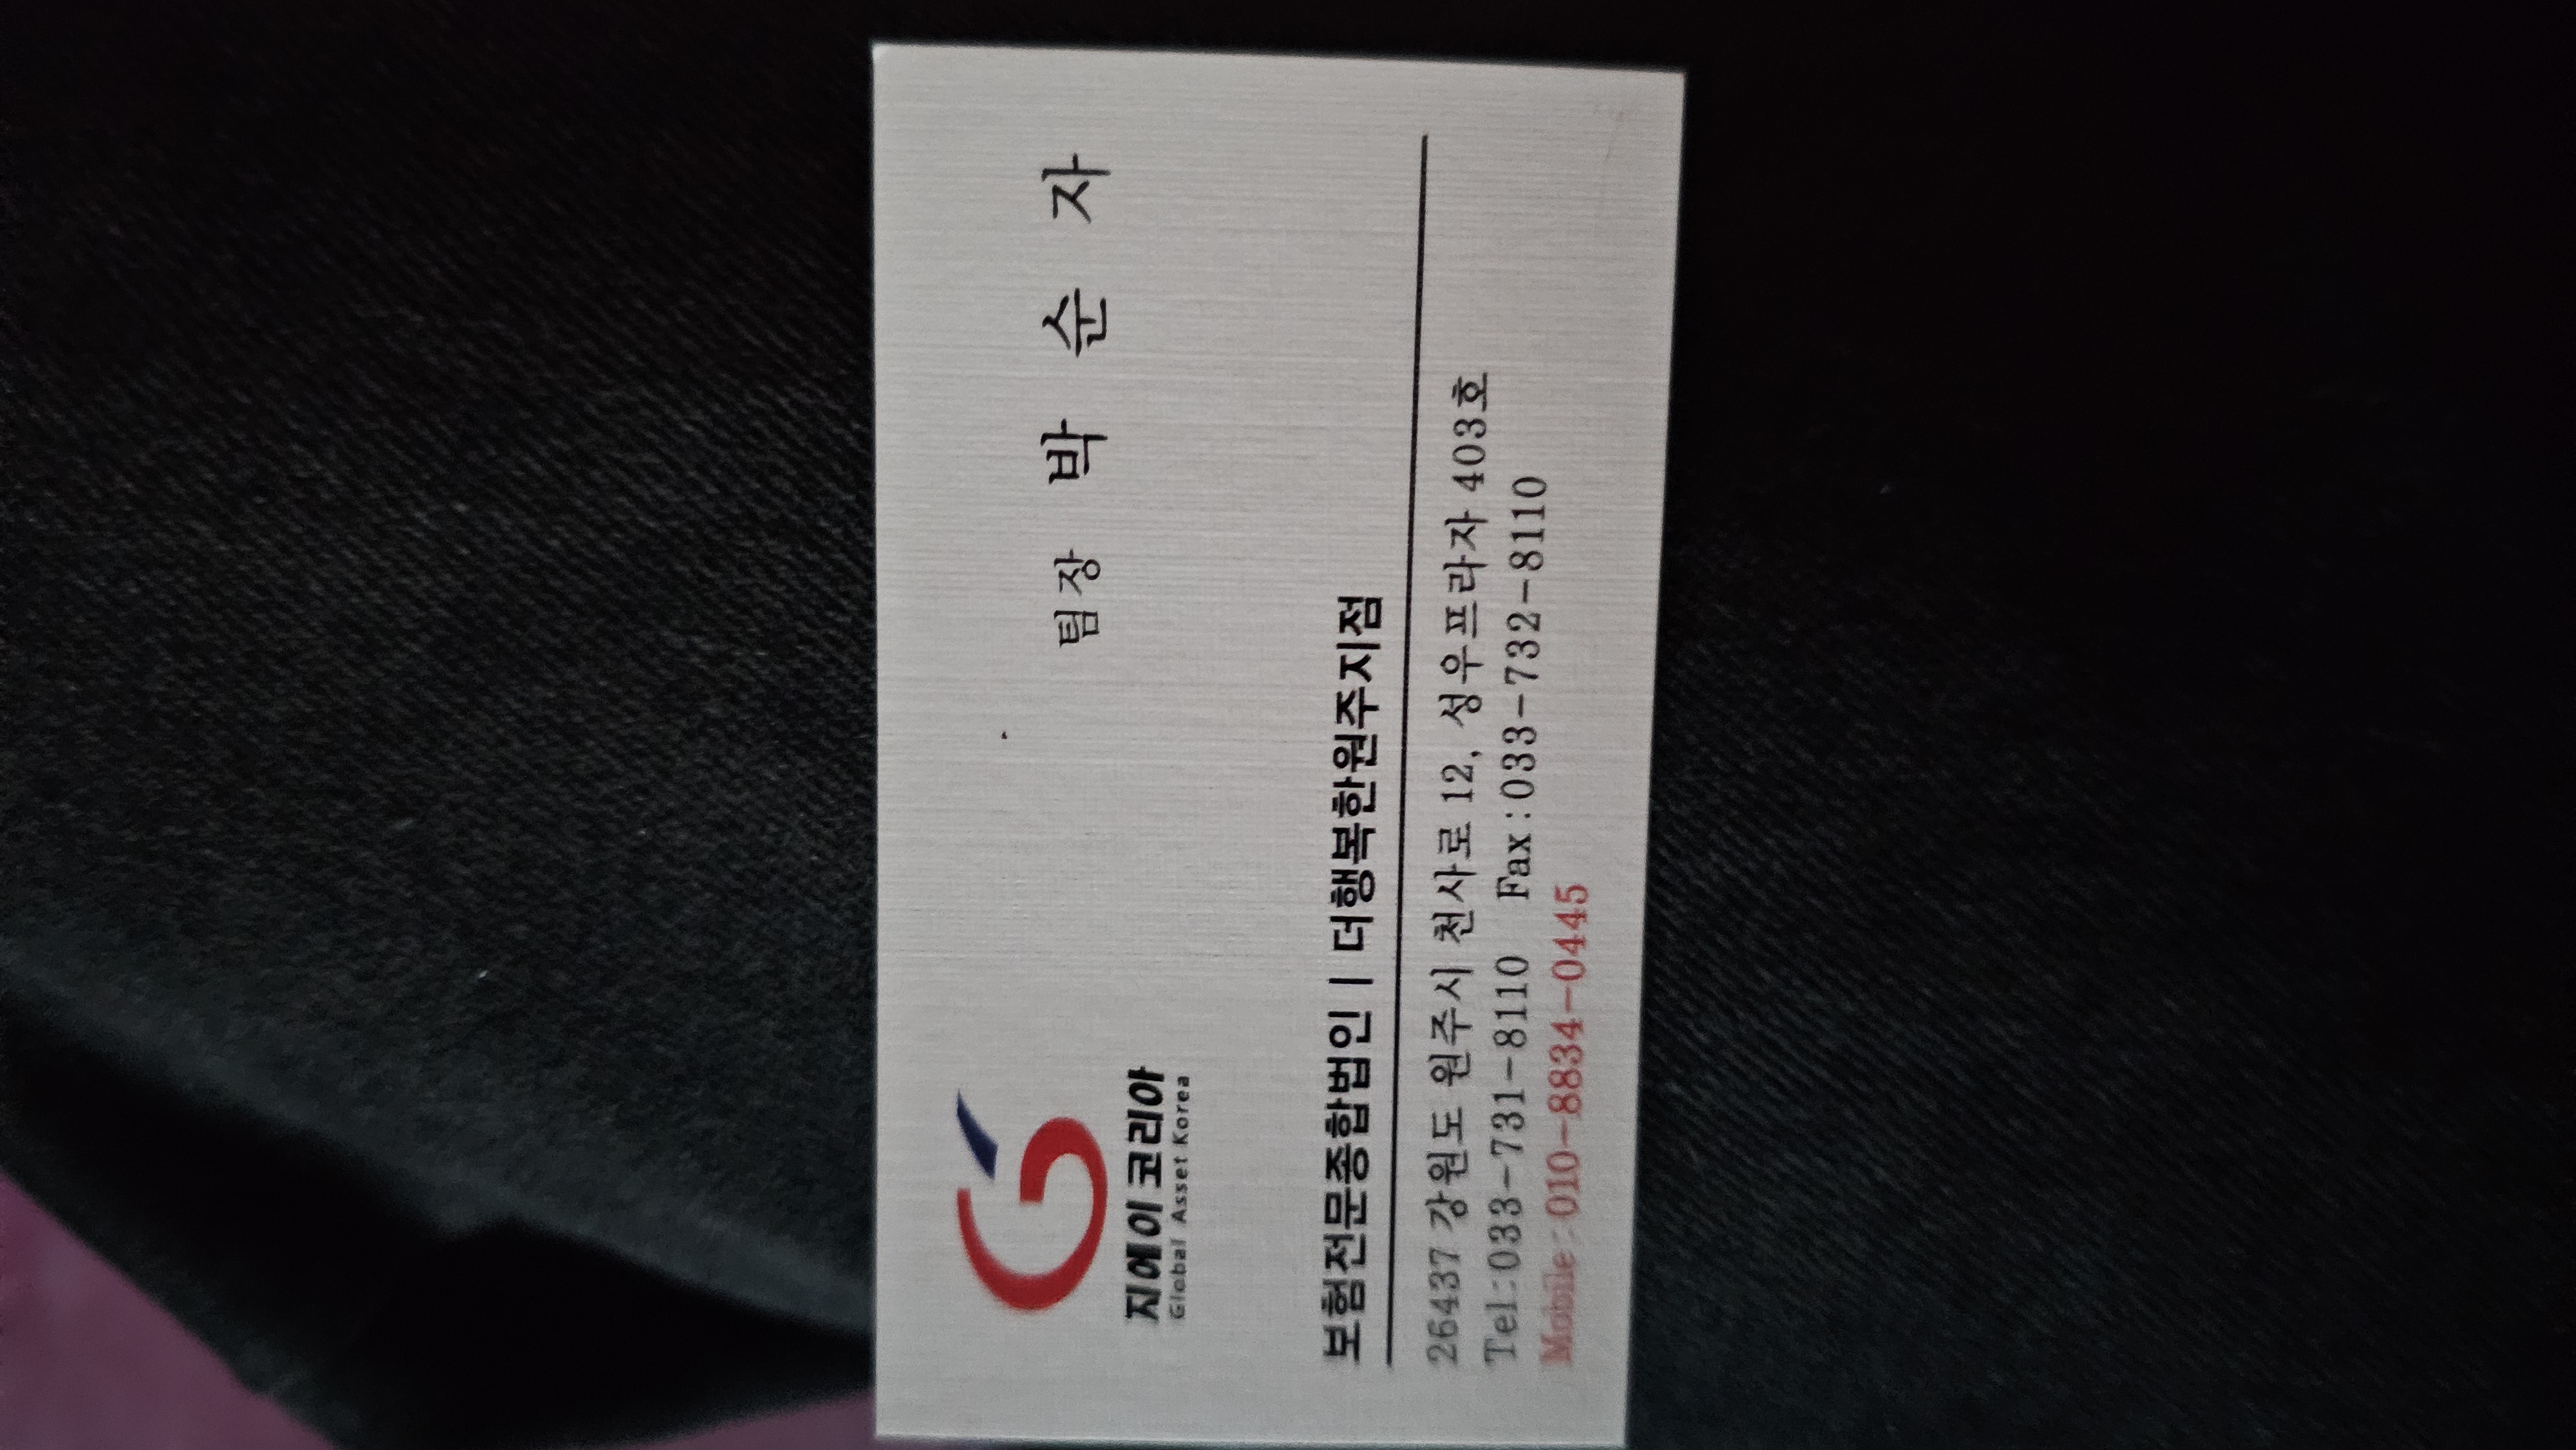 팀장 박순자
지에이코리아
Global Asset Korea
보험전문종합법인 | 더행복한원주지점
26437 강원도 원주시 천사로 12, 성우프라자 403호
Tel:033-731-8110 Fax:033-732-8110
Mobile:010-8834-0445